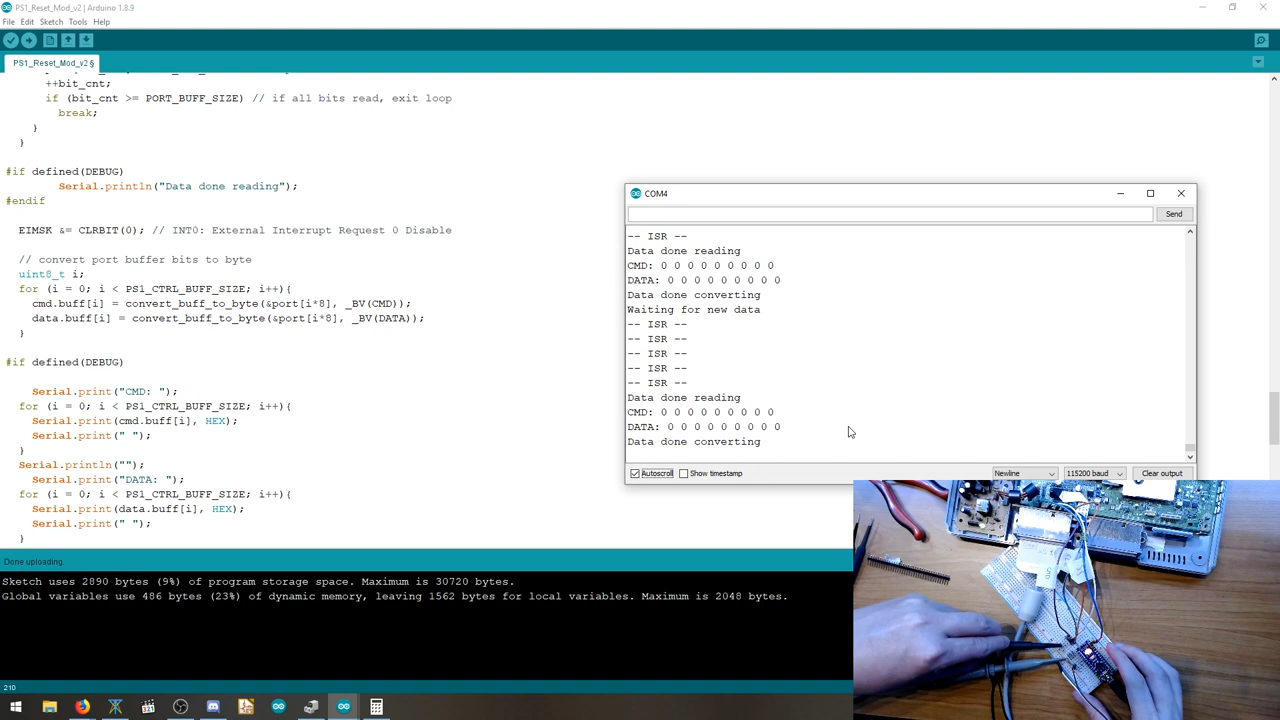 PS1_Reset_Mod_v2 | Arduino 1.8.9
File Edit Sketch Tools Help
PS1_Reset_Mod_v2 §
++bit_cnt;
if (bit_cnt >= PORT_BUFF_SIZE) // if all bits read, exit loop
break;
}
}
#if defined(DEBUG)
Serial.println("Data done reading");
#endif
EIMSK &= CLRBIT(0); // INT0: External Interrupt Request 0 Disable
// convert port buffer bits to byte
uint8_t i;
for (i = 0; i < PS1_CTRL_BUFF_SIZE; i++){
cmd.buff[i] = convert_buff_to_byte(&port[i*8], _BV(CMD));
data.buff[i] = convert_buff_to_byte(&port[i*8], _BV(DATA));
}
#if defined(DEBUG)
Serial.print("CMD: ");
for (i = 0; i < PS1_CTRL_BUFF_SIZE; i++){
Serial.print(cmd.buff[i], HEX);
Serial.print(" ");
}
Serial.println("");
Serial.print("DATA: ");
for (i = 0; i < PS1_CTRL_BUFF_SIZE; i++){
Serial.print(data.buff[i], HEX);
Serial.print(" ");
}
COM4
Send
-- ISR --
Data done reading
CMD: 0 0 0 0 0 0 0 0 0
DATA: 0 0 0 0 0 0 0 0 0
Data done converting
Waiting for new data
-- ISR --
-- ISR --
-- ISR --
-- ISR --
-- ISR --
Data done reading
CMD: 0 0 0 0 0 0 0 0 0
DATA: 0 0 0 0 0 0 0 0 0
Data done converting
Autoscroll Show timestamp Newline 115200 baud Clear output
Done uploading.
Sketch uses 2890 bytes (9%) of program storage space. Maximum is 30720 bytes.
Global variables use 486 bytes (23%) of dynamic memory, leaving 1562 bytes for local variables. Maximum is 2048 bytes.
210